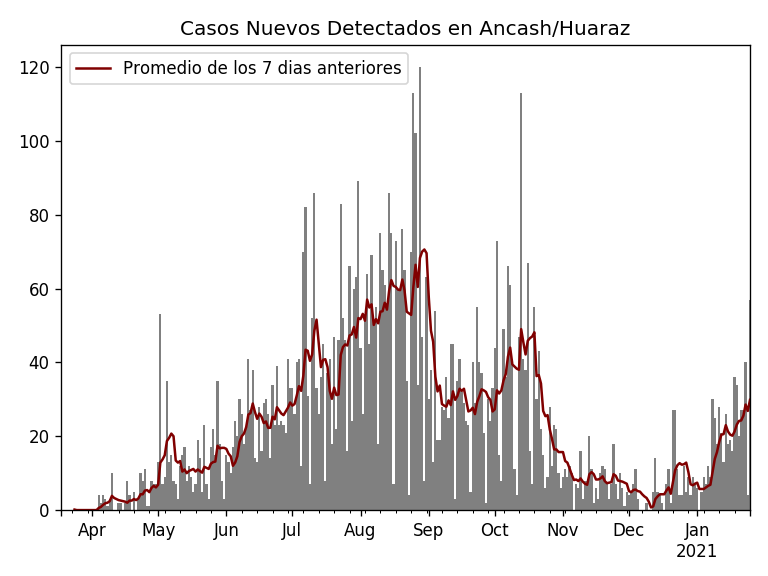 Casos Nuevos Detectados en Ancash/Huaraz
Promedio de los 7 dias anteriores
120
100
80
60
40
20
0
Apr May Jun Jul Aug Sep Oct Nov Dec Jan
2021